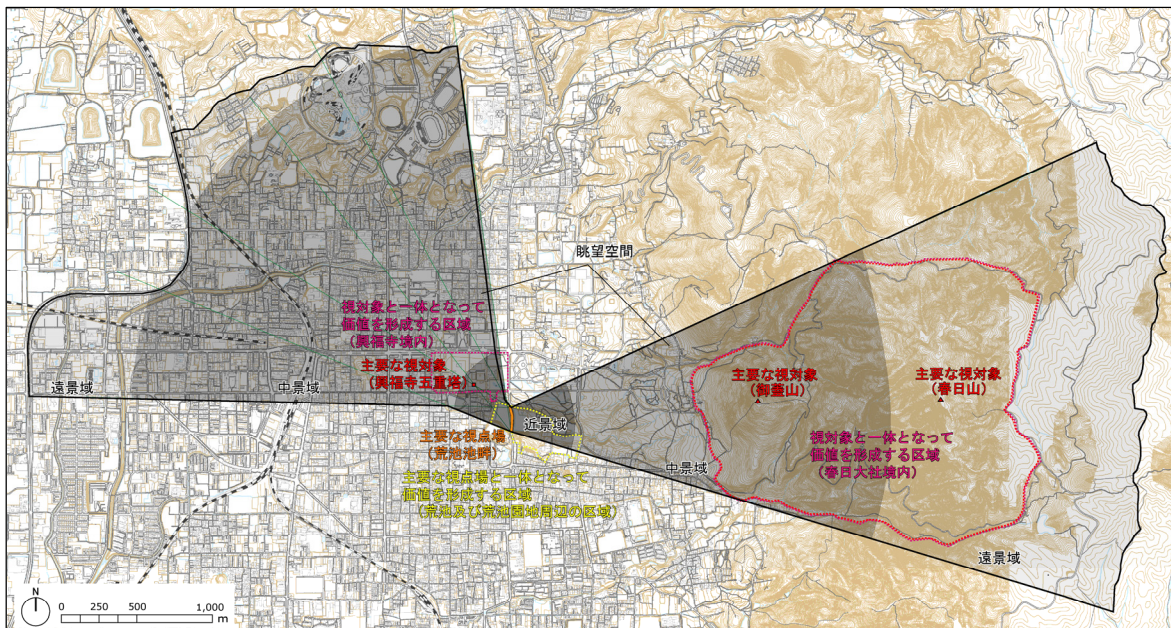 眺望空間
視対象と一体となって
価値を形成する区域
（興福寺境内）
主要な視対象
（興福寺五重塔）
遠景域
中景域
近景域
主要な視点場
（荒池池畔）
主要な視点場と一体となって
価値を形成する区域
（荒池及び荒池園地周辺の区域）
主要な視対象
（御蓋山）
主要な視対象
（春日山）
視対象と一体となって
価値を形成する区域
（春日大社境内）
中景域
遠景域
N
0 250 500 1,000
m